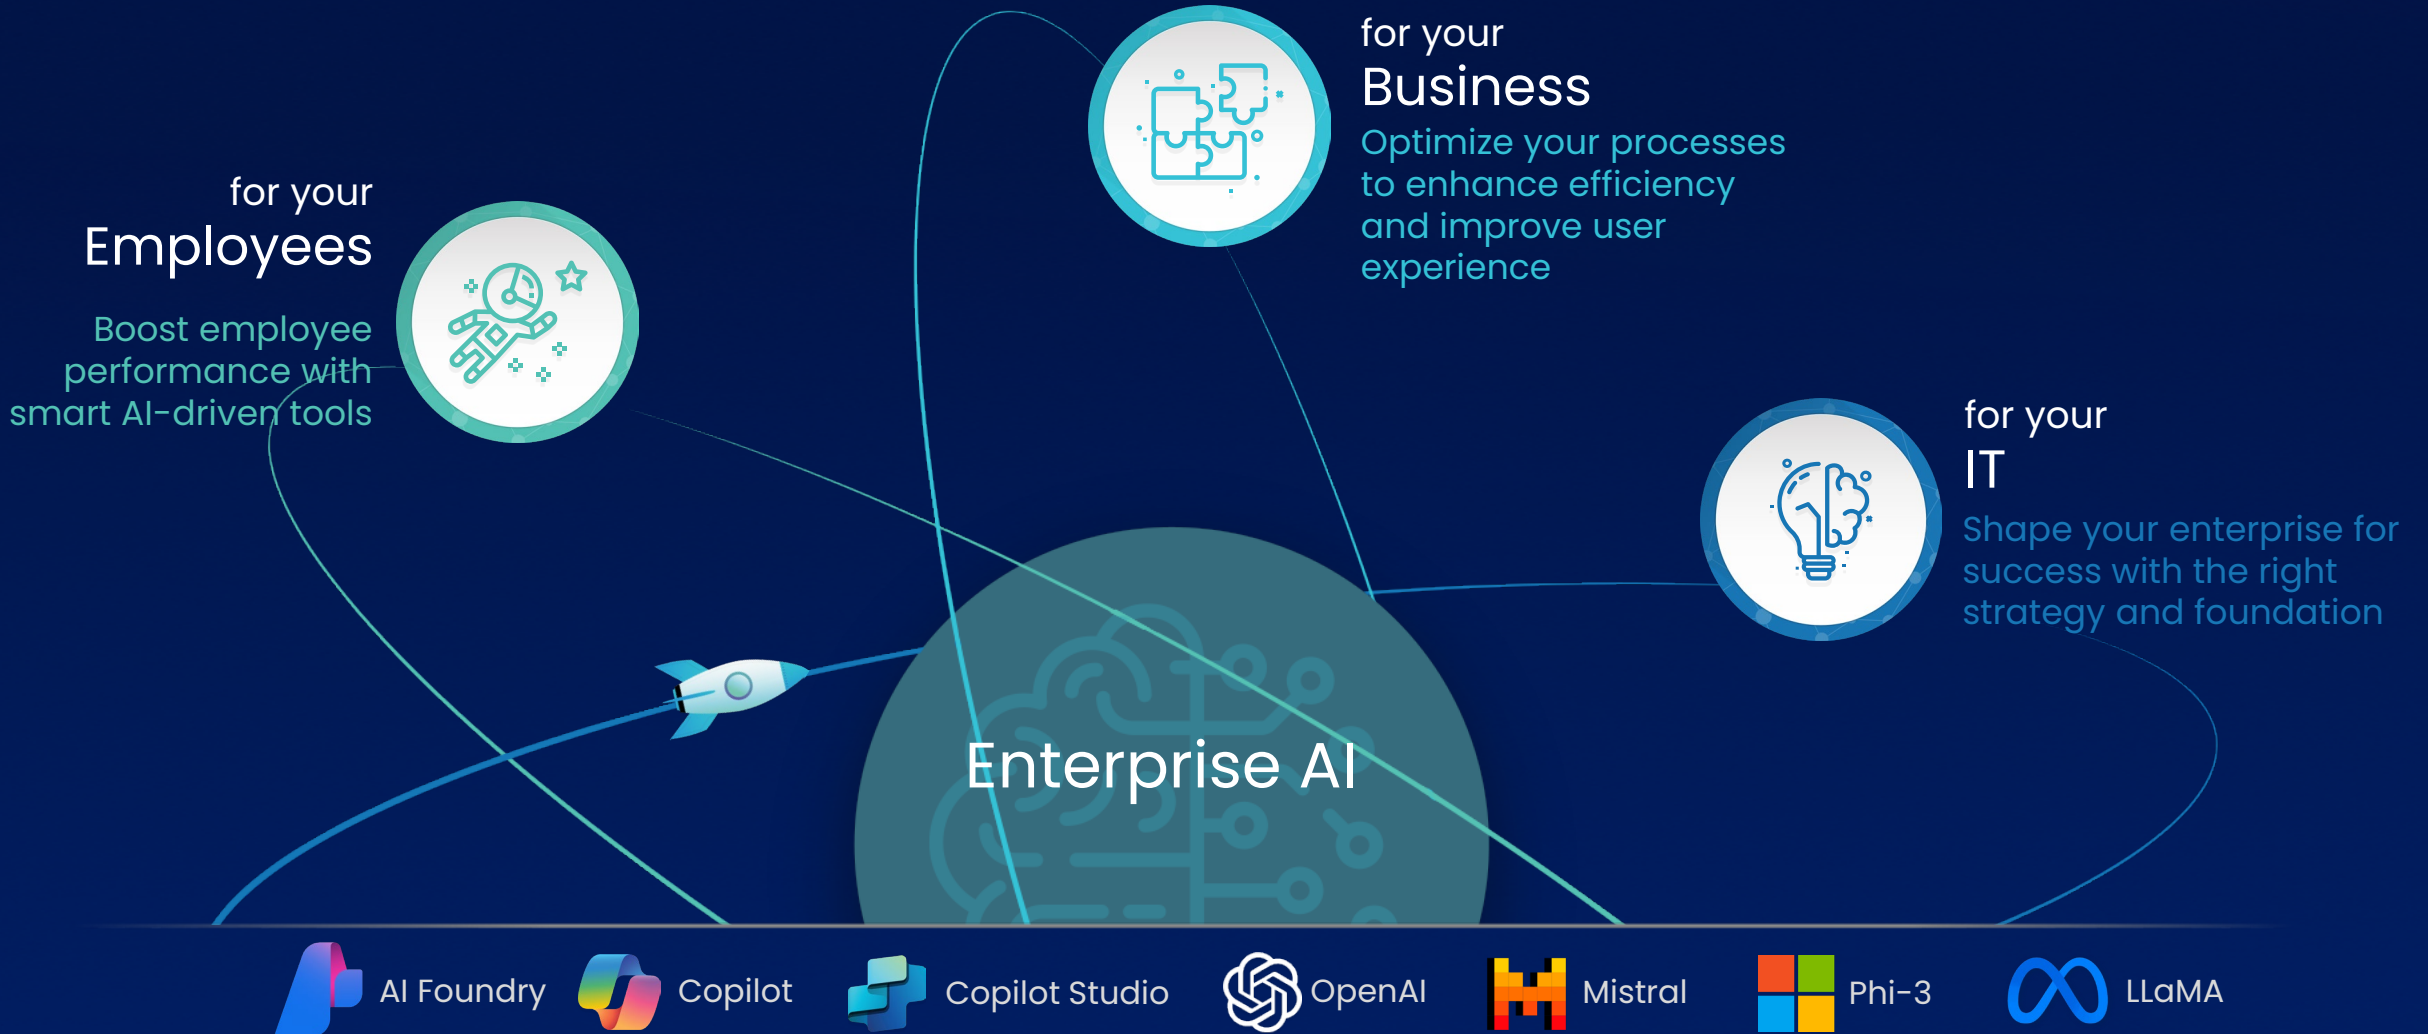 for your
Employees
Boost employee
performance with
smart AI-driven tools
for your
Business
Optimize your processes
to enhance efficiency
and improve user
experience
for your
IT
Shape your enterprise for
success with the right
strategy and foundation
Enterprise AI
AI Foundry
Copilot
Copilot Studio
OpenAI
Mistral
Phi-3
LLaMA